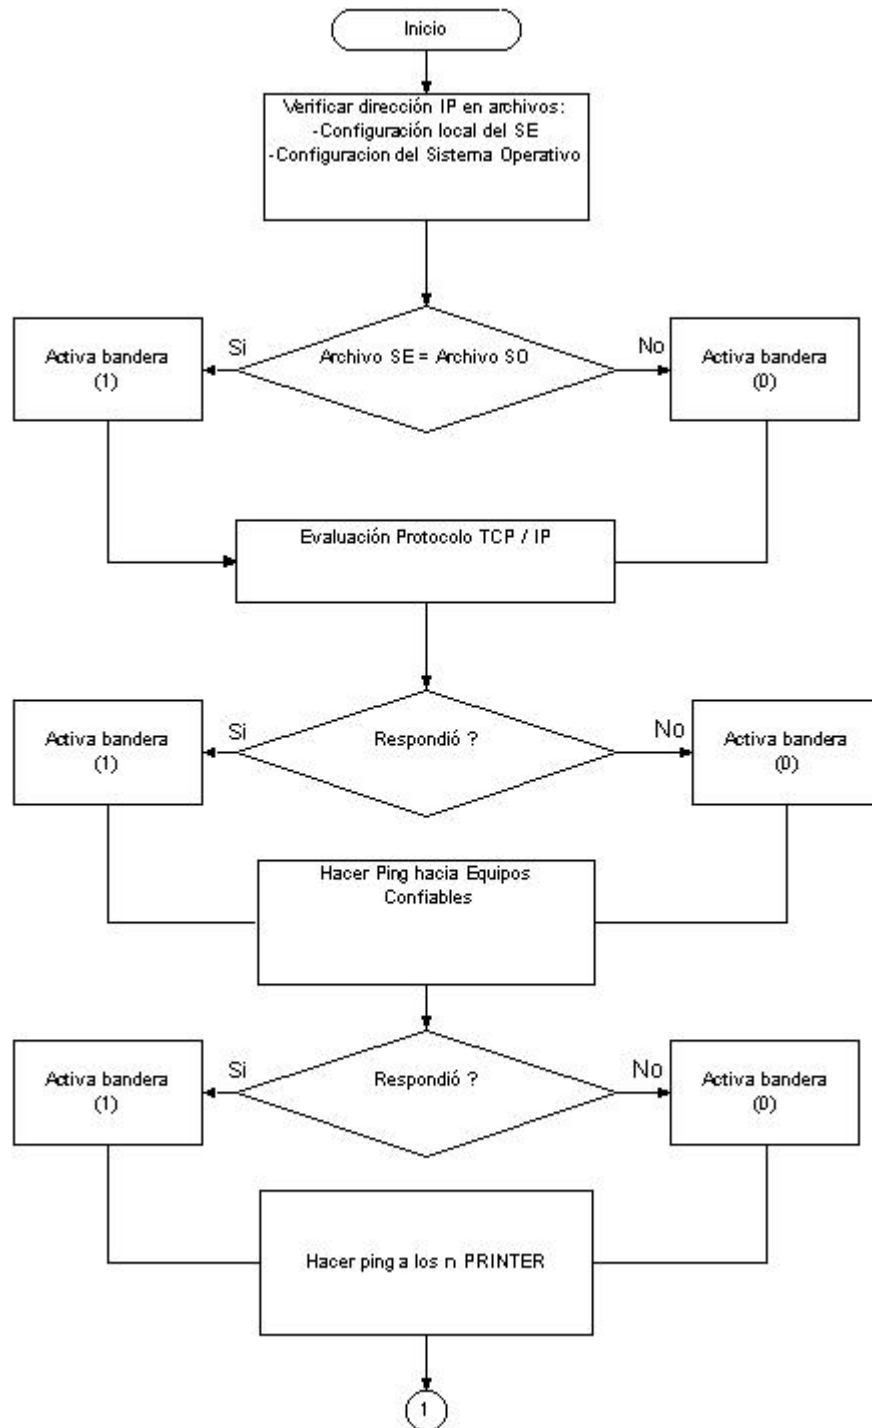 Inicio
Verificar dirección IP en archivos:
-Configuración local del SE
-Configuracion del Sistema Operativo
Si
Archivo SE = Archivo SO
No
Activa bandera
(1)
Activa bandera
(0)
Evaluación Protocolo TCP / IP
Si
Respondió ?
No
Activa bandera
(1)
Activa bandera
(0)
Hacer Ping hacia Equipos
Confiables
Si
Respondió ?
No
Activa bandera
(1)
Activa bandera
(0)
Hacer ping a los n PRINTER
1